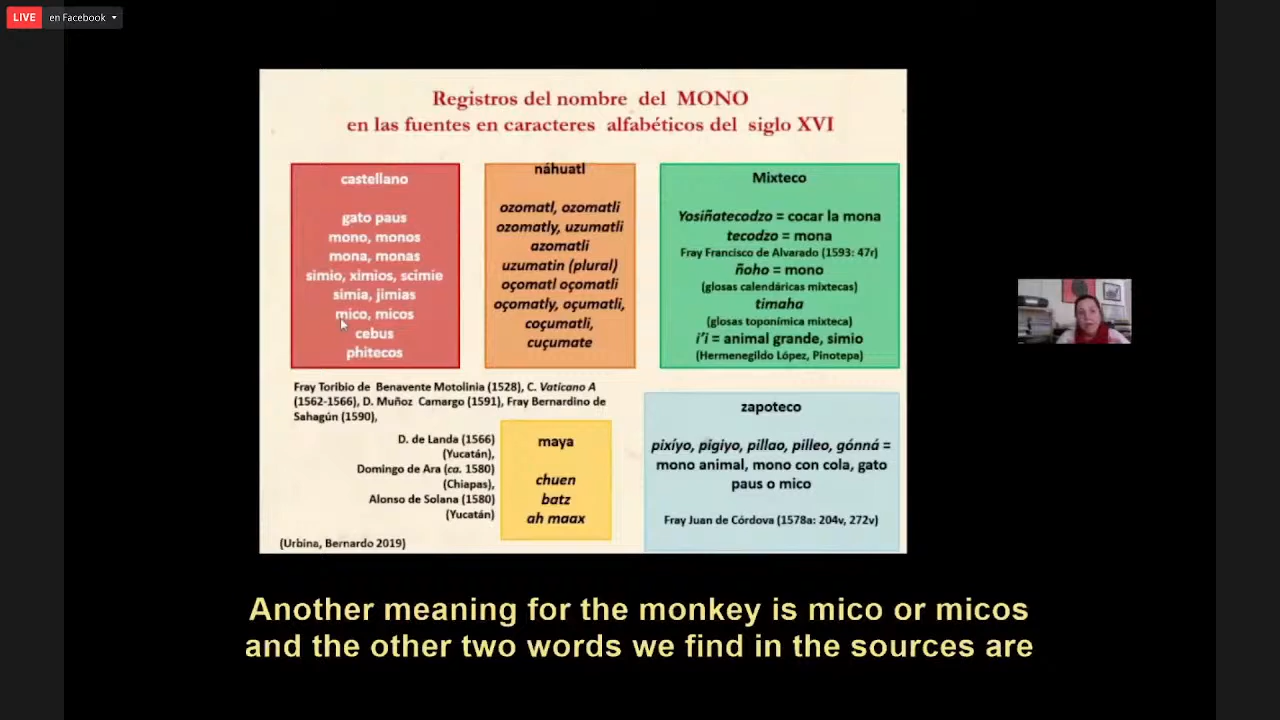 LIVE en Facebook
Registros del nombre del MONO
en las fuentes en caracteres alfabéticos del siglo XVI
castellano
gato paus
mono, monos
mona, monas
simio, ximios, scimie
simia, jimias
mico, micos
cebus
phitecos
náhuatl
ozomatl, ozomatli
ozomatly, uzumatli
azomatli
uzumatin (plural)
oçomatl oçomatli
oçomatly, oçumatli,
coçumatli,
cuçumate
Mixteco
Yosiñatecodzo = cocar la mona
tecodzo = mona
Fray Francisco de Alvarado (1593: 47r)
ñoho = mono
(glosas calendáricas mixtecas)
timaha
(glosas toponímica mixteca)
i'i = animal grande, simio
(Hermenegildo López, Pinotepa)
Fray Toribio de Benavente Motolinia (1528), C. Vaticano A
(1562-1566), D. Muñoz Camargo (1591), Fray Bernardino de
Sahagún (1590),
D. de Landa (1566)
(Yucatán),
Domingo de Ara (ca. 1580)
(Chiapas),
Alonso de Solana (1580)
(Yucatán)
maya
chuen
batz
ah maax
zapoteco
pixíyo, pigiyo, pillao, pilleo, gónná =
mono animal, mono con cola, gato
paus o mico
Fray Juan de Córdova (1578a: 204v, 272v)
(Urbina, Bernardo 2019)
Another meaning for the monkey is mico or micos
and the other two words we find in the sources are